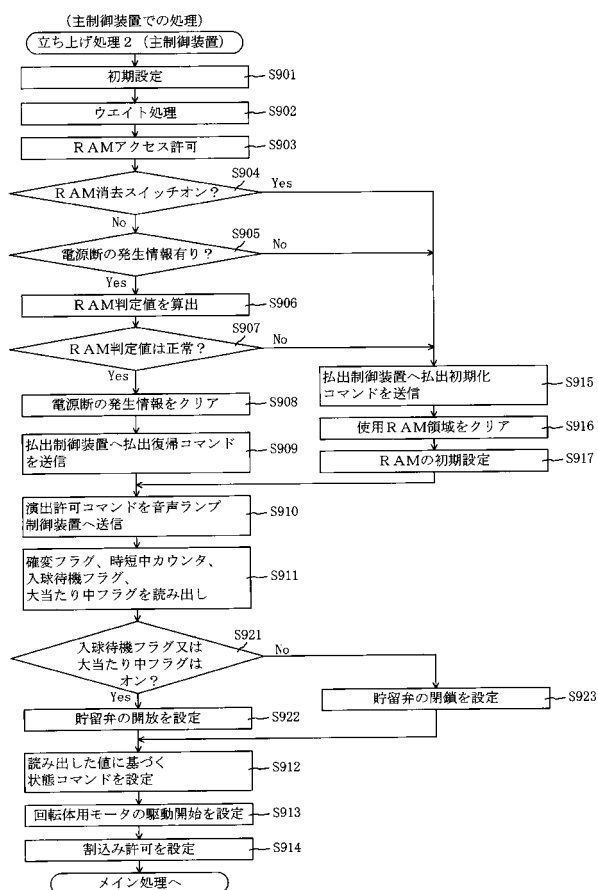 (主制御装置での処理)
立ち上げ処理2 (主制御装置)
初期設定
S901
ウエイト処理
S902
RAMアクセス許可
S903
RAM消去スイッチオン?
S904
Yes
No
電源断の発生情報有り?
S905
No
Yes
RAM判定値を算出
S906
RAM判定値は正常?
S907
No
Yes
電源断の発生情報をクリア
S908
払出制御装置へ払出復帰コマンド
を送信
S909
払出制御装置へ払出初期化
コマンドを送信
S915
使用RAM領域をクリア
S916
RAMの初期設定
S917
演出許可コマンドを音声ランプ
制御装置へ送信
S910
確変フラグ、時短中カウンタ、
入球待機フラグ、
大当たり中フラグを読み出し
S911
入球待機フラグ又は
大当たり中フラグは
オン?
S921
No
Yes
貯留弁の開放を設定
S922
貯留弁の閉鎖を設定
S923
読み出した値に基づく
状態コマンドを設定
S912
回転体用モータの駆動開始を設定
S913
割込み許可を設定
S914
メイン処理へ